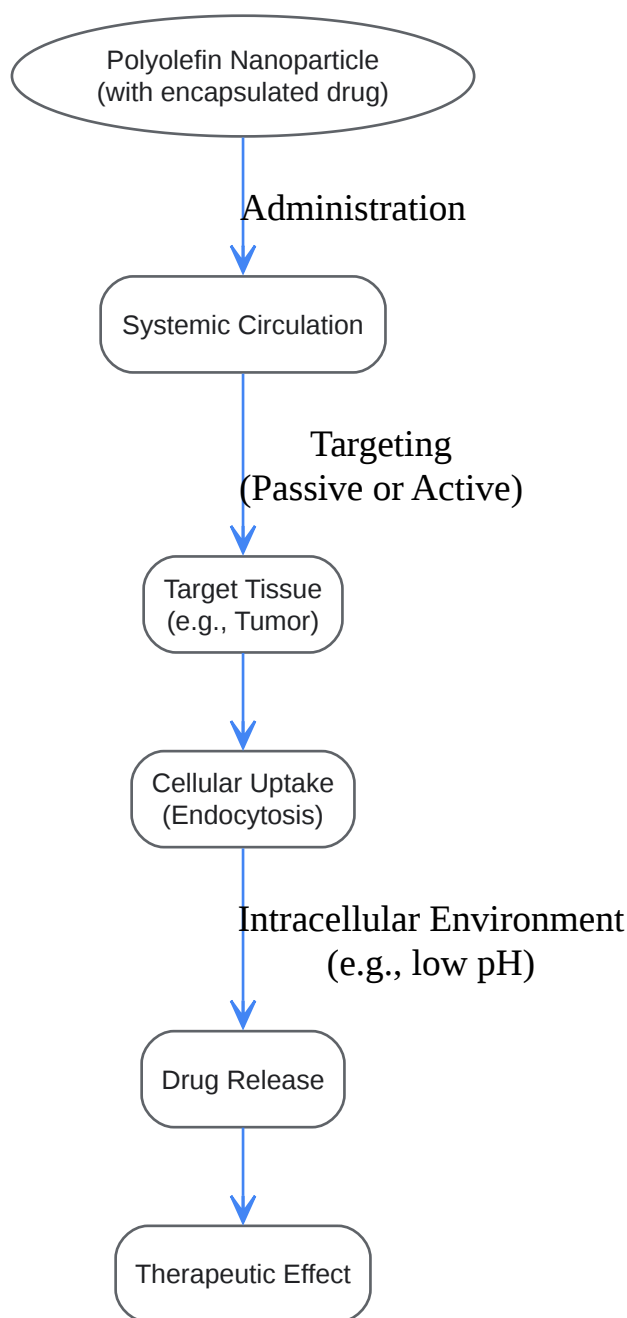 Polyolefin Nanoparticle
(with encapsulated drug)
Administration
Systemic Circulation
Targeting
(Passive or Active)
Target Tissue
(e.g., Tumor)
Cellular Uptake
(Endocytosis)
Intracellular Environment
(e.g., low pH)
Drug Release
Therapeutic Effect